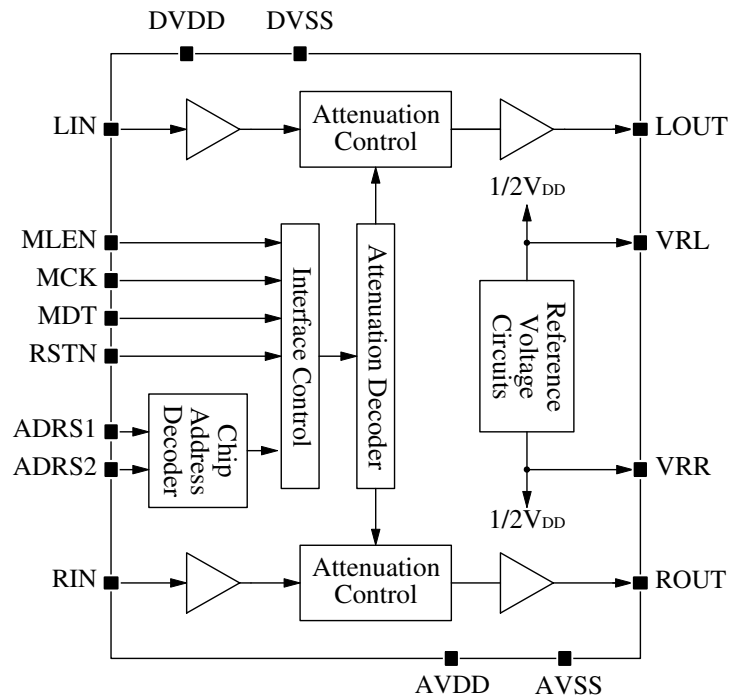 DVDD DVSS
LIN
Attenuation
Control
LOUT
1/2VDD
MLEN
MCK
MDT
RSTN
ADRS1
ADRS2
Chip
Address
Decoder
Interface Control
Attenuation Decoder
Reference
Voltage
Circuits
VRL
VRR
1/2VDD
RIN
Attenuation
Control
ROUT
AVDD AVSS